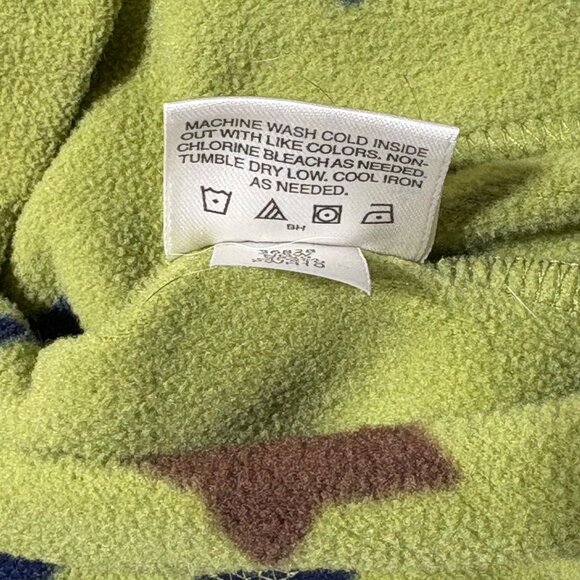 MACHINE WASH COLD INSIDE
OUT WITH LIKE COLORS. NON-
CHLORINE BLEACH AS NEEDED.
TUMBLE DRY LOW. COOL IRON
AS NEEDED.
BH